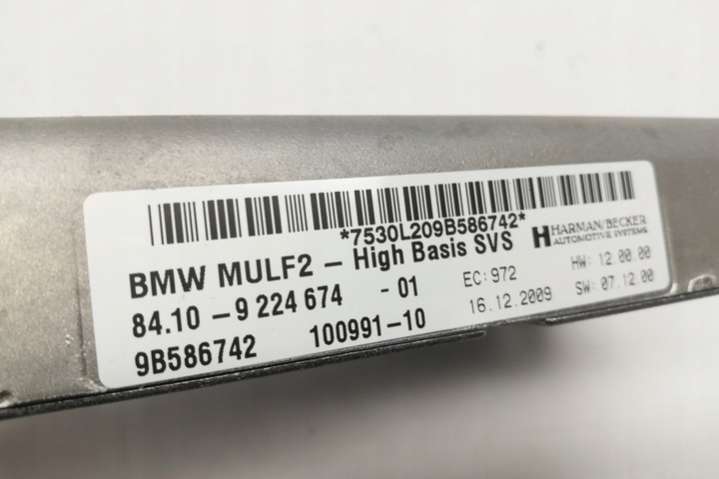 *7530L209B586742*
HARMAN/BECKER
AUTOMOTIVE SYSTEMS
BMW MULF2 - High Basis SVS
84.10 - 9 224 674 - 01
EC: 972
HW: 12.00.00
9B586742
100991-10
16.12.2009
SW: 07.12.00